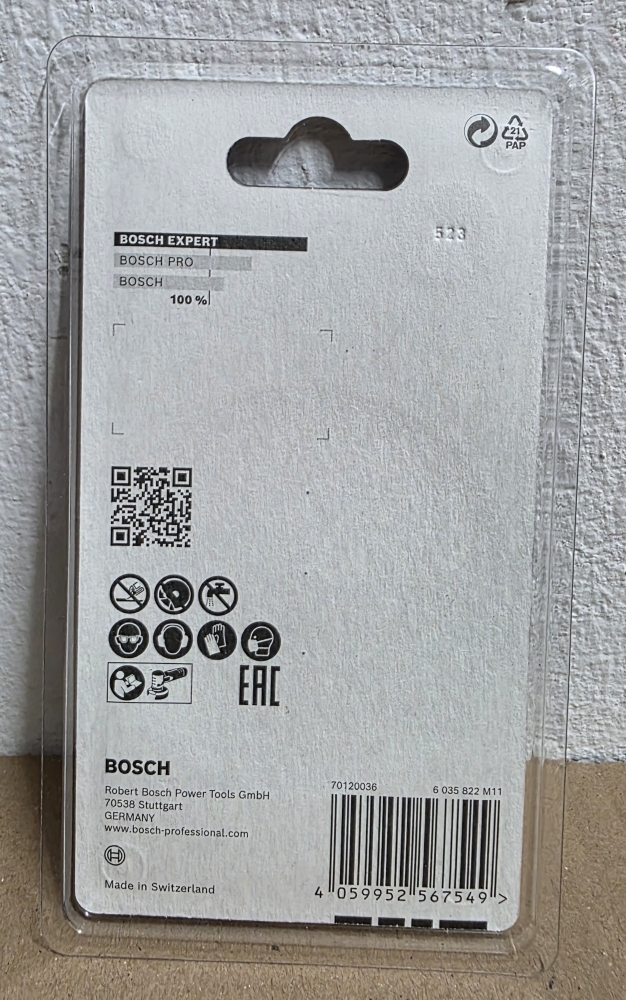 21
PAP
523
BOSCH EXPERT
BOSCH PRO
BOSCH
100 %
EAC
BOSCH
Robert Bosch Power Tools GmbH
70538 Stuttgart
GERMANY
www.bosch-professional.com
Made in Switzerland
70120036 6 035 822 M11
4 059952 567549 >